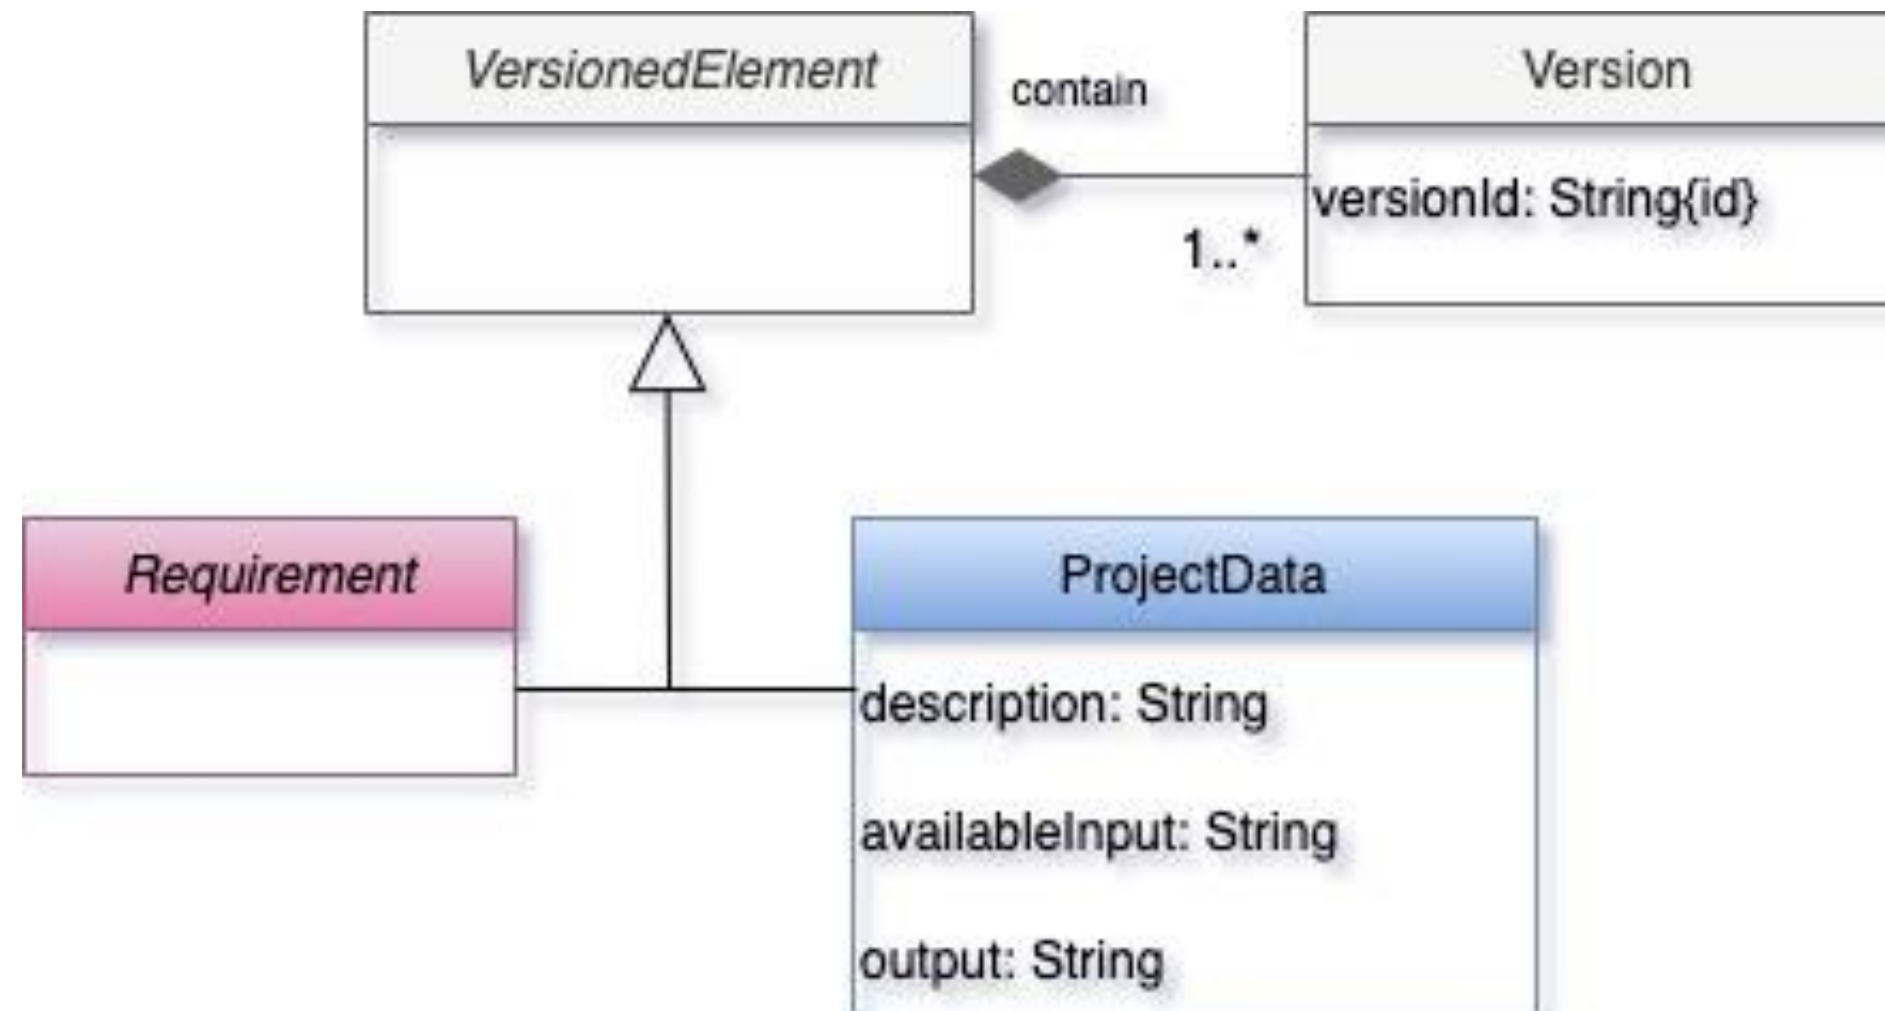 VersionedElement
contain
Version
versionId: String{id}
1..*
Requirement
ProjectData
description: String
availableInput: String
output: String